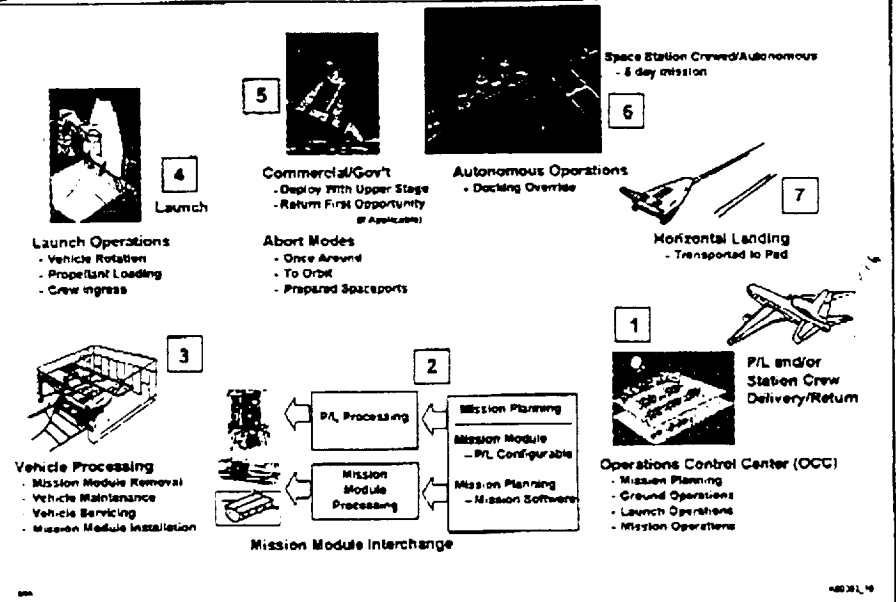 5
Space Station Crewed/Autonomous
- 5 day mission
6
4
Launch
Commercial/Gov't
- Deploy With Upper Stage
- Return First Opportunity
(If Applicable)
Autonomous Operations
- Docking Override
7
Launch Operations
- Vehicle Rotation
- Propellant Loading
- Crew Ingress
Abort Modes
- Once Around
- To Orbit
- Prepared Spaceports
Horizontal Landing
- Transported to Pad
1
3
2
P/L and/or
Station Crew
Delivery/Return
P/L Processing
Mission Planning
Mission Module
- P/L Configurable
Mission
Module
Processing
Mission Planning
- Mission Software
Vehicle Processing
- Mission Module Removal
- Vehicle Maintenance
- Vehicle Servicing
- Mission Module Installation
Operations Control Center (OCC)
- Mission Planning
- Ground Operations
- Launch Operations
- Mission Operations
Mission Module Interchange